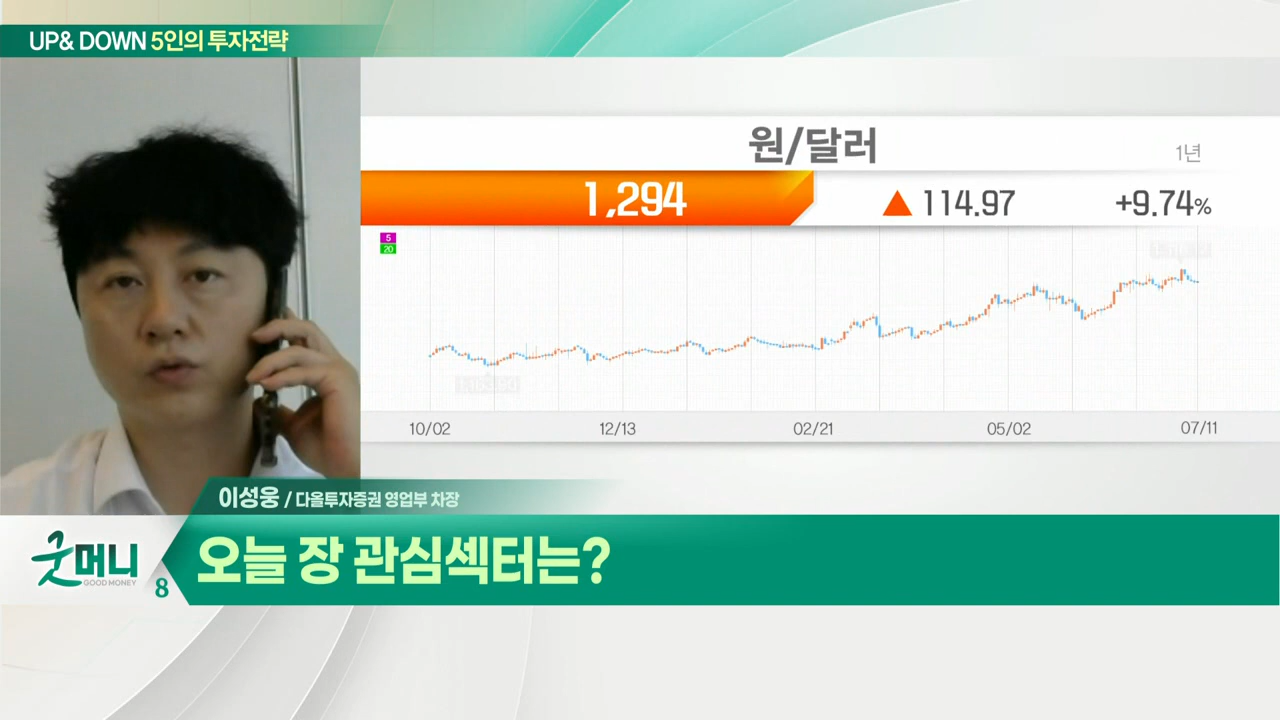 UP& DOWN 5인의 투자전략
원/달러
1년
1,294 ▲ 114.97 +9.74%
5
20
10/02 12/13 02/21 05/02 07/11
이성웅 / 다올투자증권 영업부 차장
굿머니
GOOD MONEY
8
오늘 장 관심섹터는?